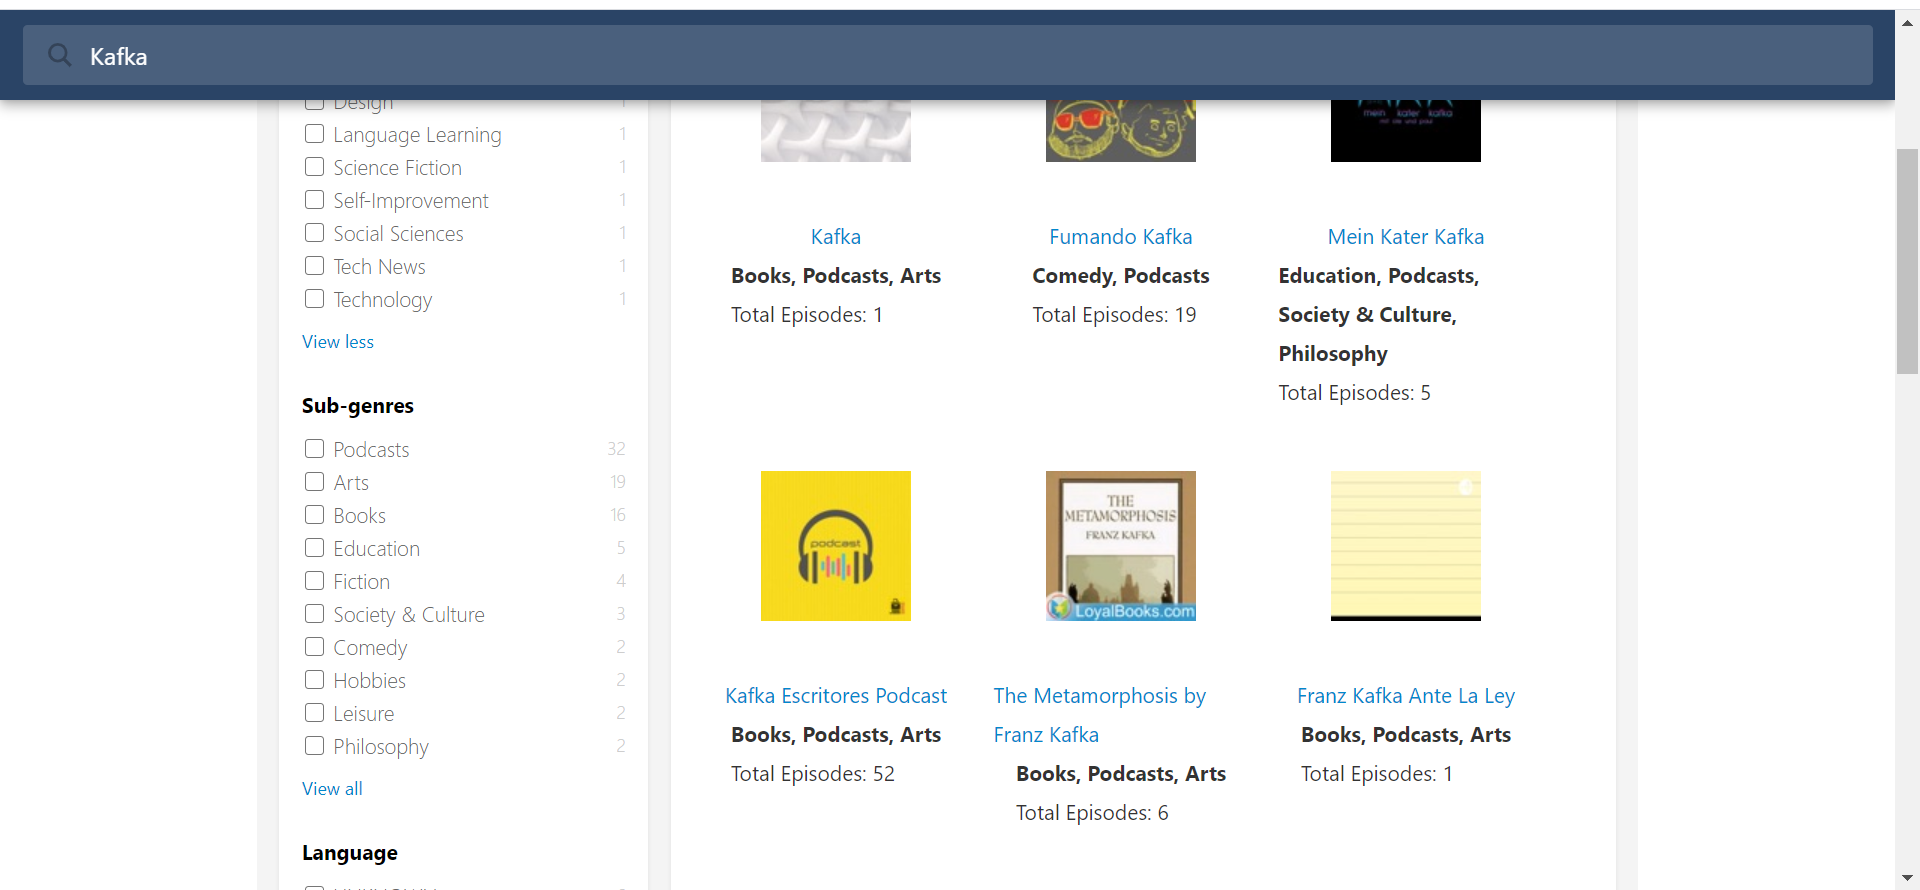 Kafka
Design 1
Language Learning 1
Science Fiction 1
Self-Improvement 1
Social Sciences 1
Tech News 1
Technology 1
View less
Sub-genres
Podcasts 32
Arts 19
Books 16
Education 5
Fiction 4
Society & Culture 3
Comedy 2
Hobbies 2
Leisure 2
Philosophy 2
View all
Language
Kafka
Books, Podcasts, Arts
Total Episodes: 1
Fumando Kafka
Comedy, Podcasts
Total Episodes: 19
mein kater kafka
Mein Kater Kafka
Education, Podcasts,
Society & Culture,
Philosophy
Total Episodes: 5
podcast
Kafka Escritores Podcast
Books, Podcasts, Arts
Total Episodes: 52
THE
METAMORPHOSIS
FRANZ KAFKA
LoyalBooks.com
The Metamorphosis by
Franz Kafka
Books, Podcasts, Arts
Total Episodes: 6
Franz Kafka Ante La Ley
Books, Podcasts, Arts
Total Episodes: 1